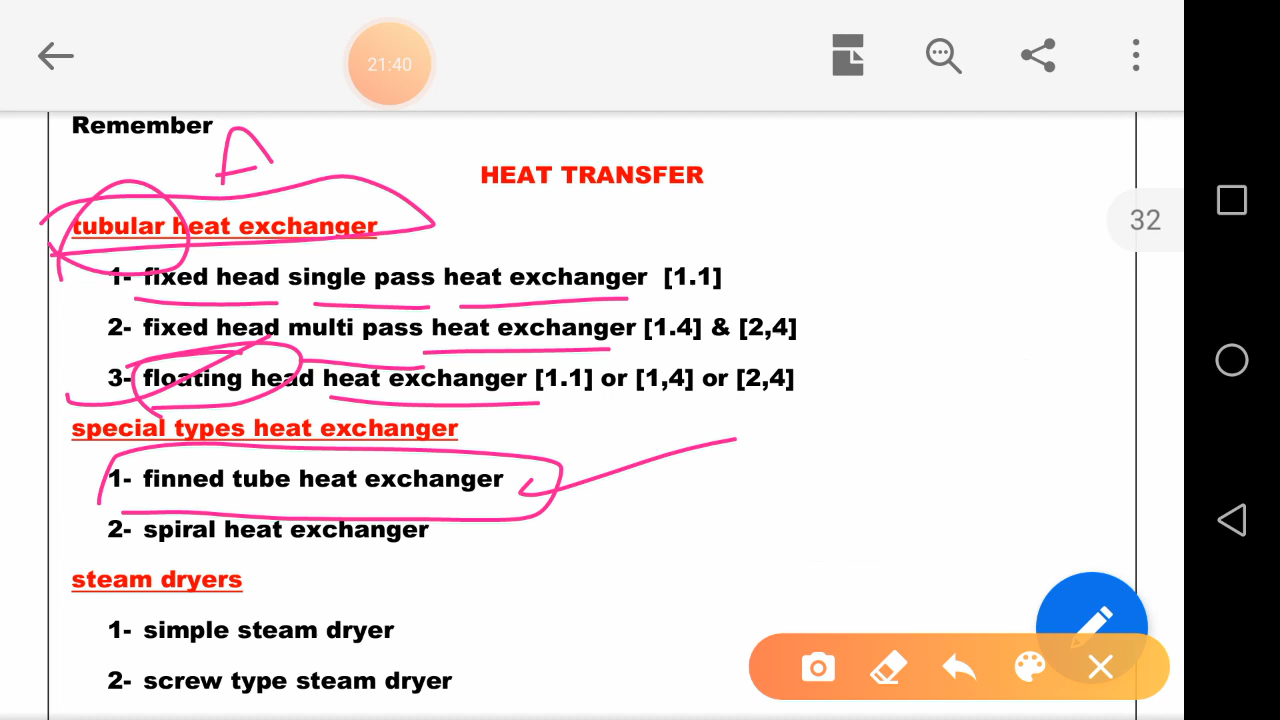 21:40
Remember
HEAT TRANSFER
32
tubular heat exchanger
1- fixed head single pass heat exchanger [1.1]
2- fixed head multi pass heat exchanger [1.4] & [2,4]
3- floating head heat exchanger [1.1] or [1,4] or [2,4]
special types heat exchanger
1- finned tube heat exchanger
2- spiral heat exchanger
steam dryers
1- simple steam dryer
2- screw type steam dryer